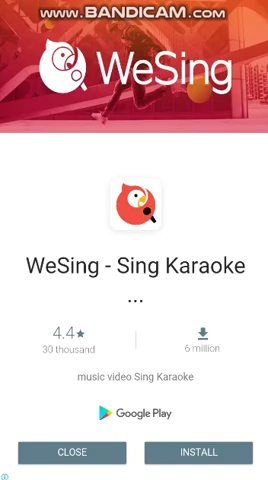 www.BANDICAM.com
WeSing
WeSing - Sing Karaoke
...
4.4★
30 thousand
6 million
music video Sing Karaoke
Google Play
CLOSE
INSTALL